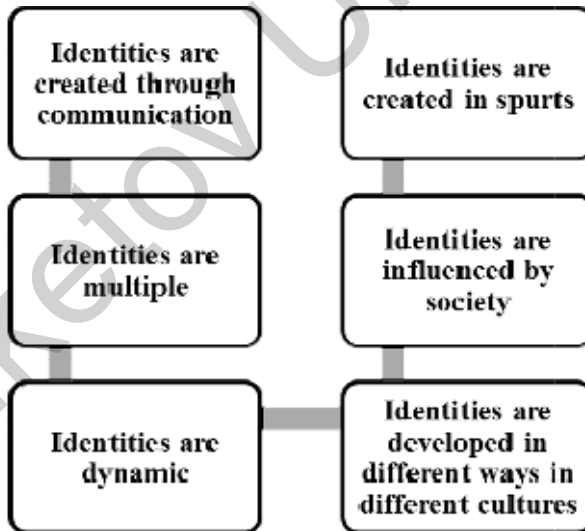 Identities are
created through
communication
Identities are
multiple
Identities are
dynamic
Identities are
developed in
different ways in
different cultures
Identities are
influenced by
society
Identities are
created in spurts